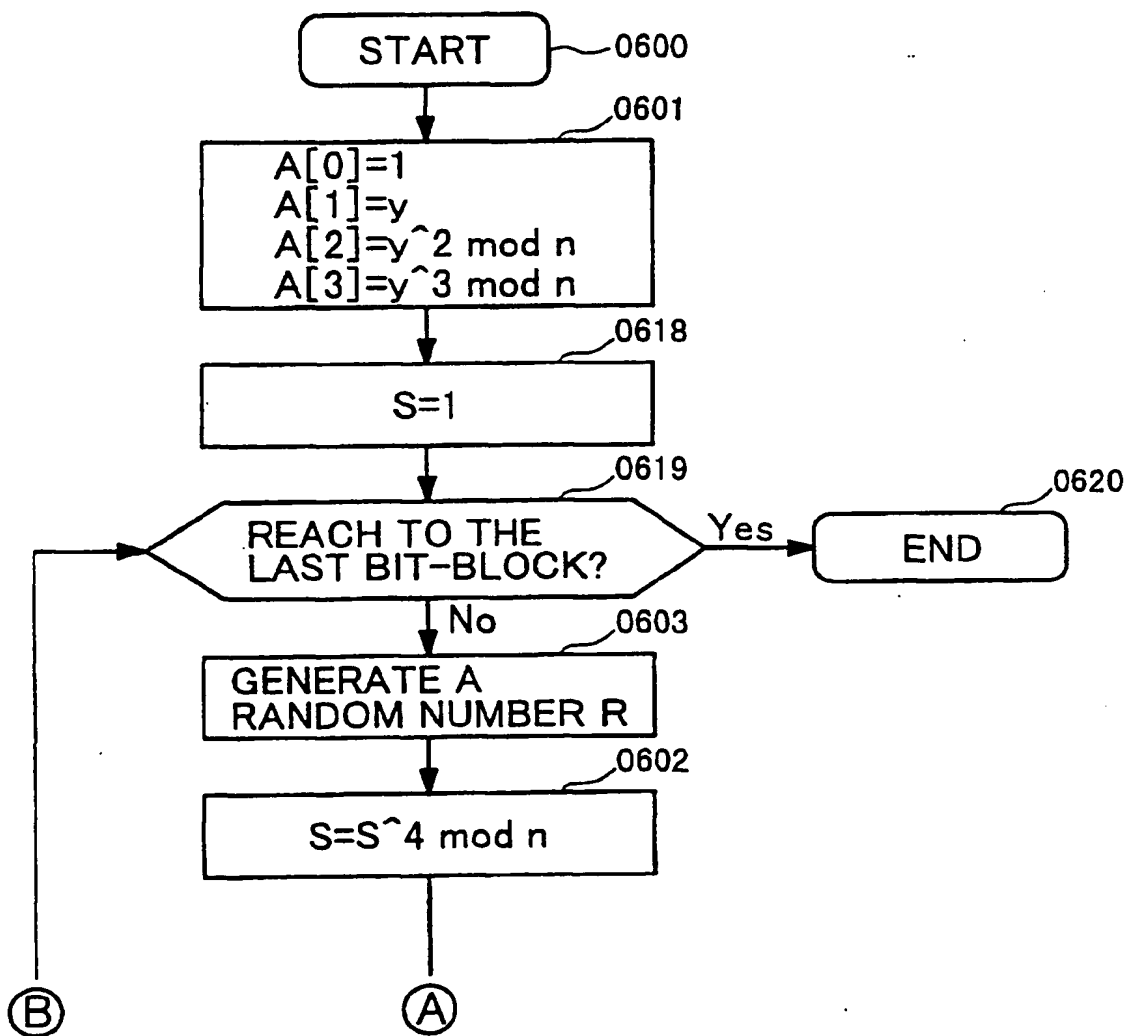 START
0600
0601
A[0]=1
A[1]=y
A[2]=y^2 mod n
A[3]=y^3 mod n
0618
S=1
0619
REACH TO THE
LAST BIT-BLOCK?
Yes
0620
END
No
0603
GENERATE A
RANDOM NUMBER R
0602
S=S^4 mod n
B
A